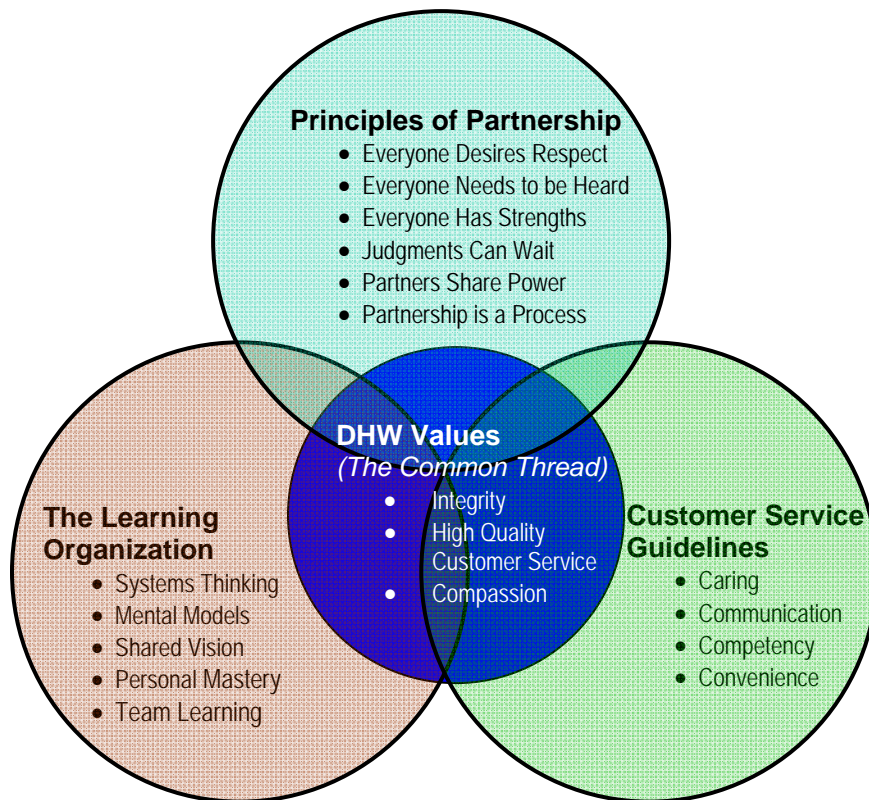 Principles of Partnership
• Everyone Desires Respect
• Everyone Needs to be Heard
• Everyone Has Strengths
• Judgments Can Wait
• Partners Share Power
• Partnership is a Process
DHW Values
(The Common Thread)
• Integrity
• High Quality
Customer Service
• Compassion
The Learning
Organization
• Systems Thinking
• Mental Models
• Shared Vision
• Personal Mastery
• Team Learning
Customer Service
Guidelines
• Caring
• Communication
• Competency
• Convenience